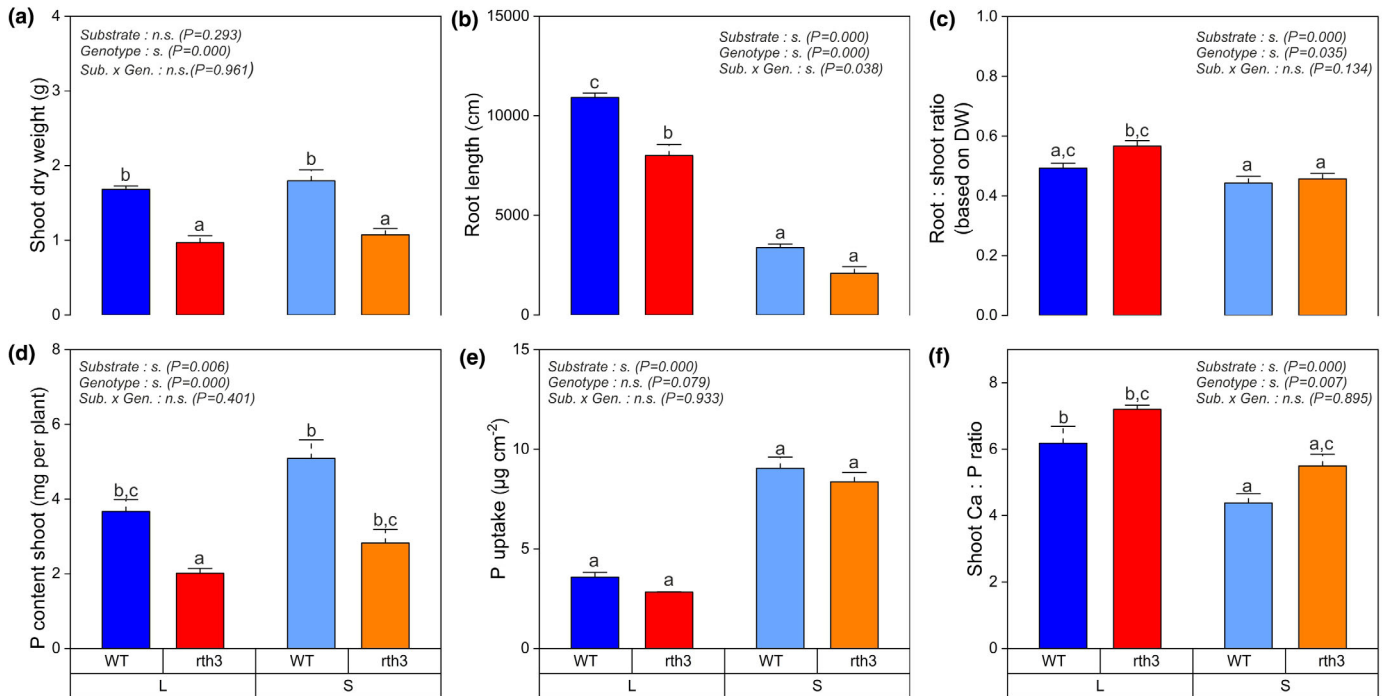 (a)
Shoot dry weight (g)
4
3
2
1
0
Substrate : n.s. (P=0.293)
Genotype : s. (P=0.000)
Sub. x Gen. : n.s.(P=0.961)
b
a
b
a
(b)
Root length (cm)
15000
10000
5000
0
Substrate : s. (P=0.000)
Genotype : s. (P=0.000)
Sub. x Gen. : s. (P=0.038)
c
b
a
a
(c)
Root : shoot ratio
(based on DW)
1.0
0.8
0.6
0.4
0.2
0.0
Substrate : s. (P=0.000)
Genotype : s. (P=0.035)
Sub. x Gen. : n.s. (P=0.134)
a,c
b,c
a
a
(d)
P content shoot (mg per plant)
8
6
4
2
0
Substrate : s. (P=0.006)
Genotype : s. (P=0.000)
Sub. x Gen. : n.s. (P=0.401)
b,c
a
b
b,c
WT
rth3
WT
rth3
L
S
(e)
P uptake (µg cm-2)
15
10
5
0
Substrate : s. (P=0.000)
Genotype : n.s. (P=0.079)
Sub. x Gen. : n.s. (P=0.933)
a
a
a
a
WT
rth3
WT
rth3
L
S
(f)
Shoot Ca : P ratio
8
6
4
2
0
Substrate : s. (P=0.000)
Genotype : s. (P=0.007)
Sub. x Gen. : n.s. (P=0.895)
b
b,c
a
a,c
WT
rth3
WT
rth3
L
S